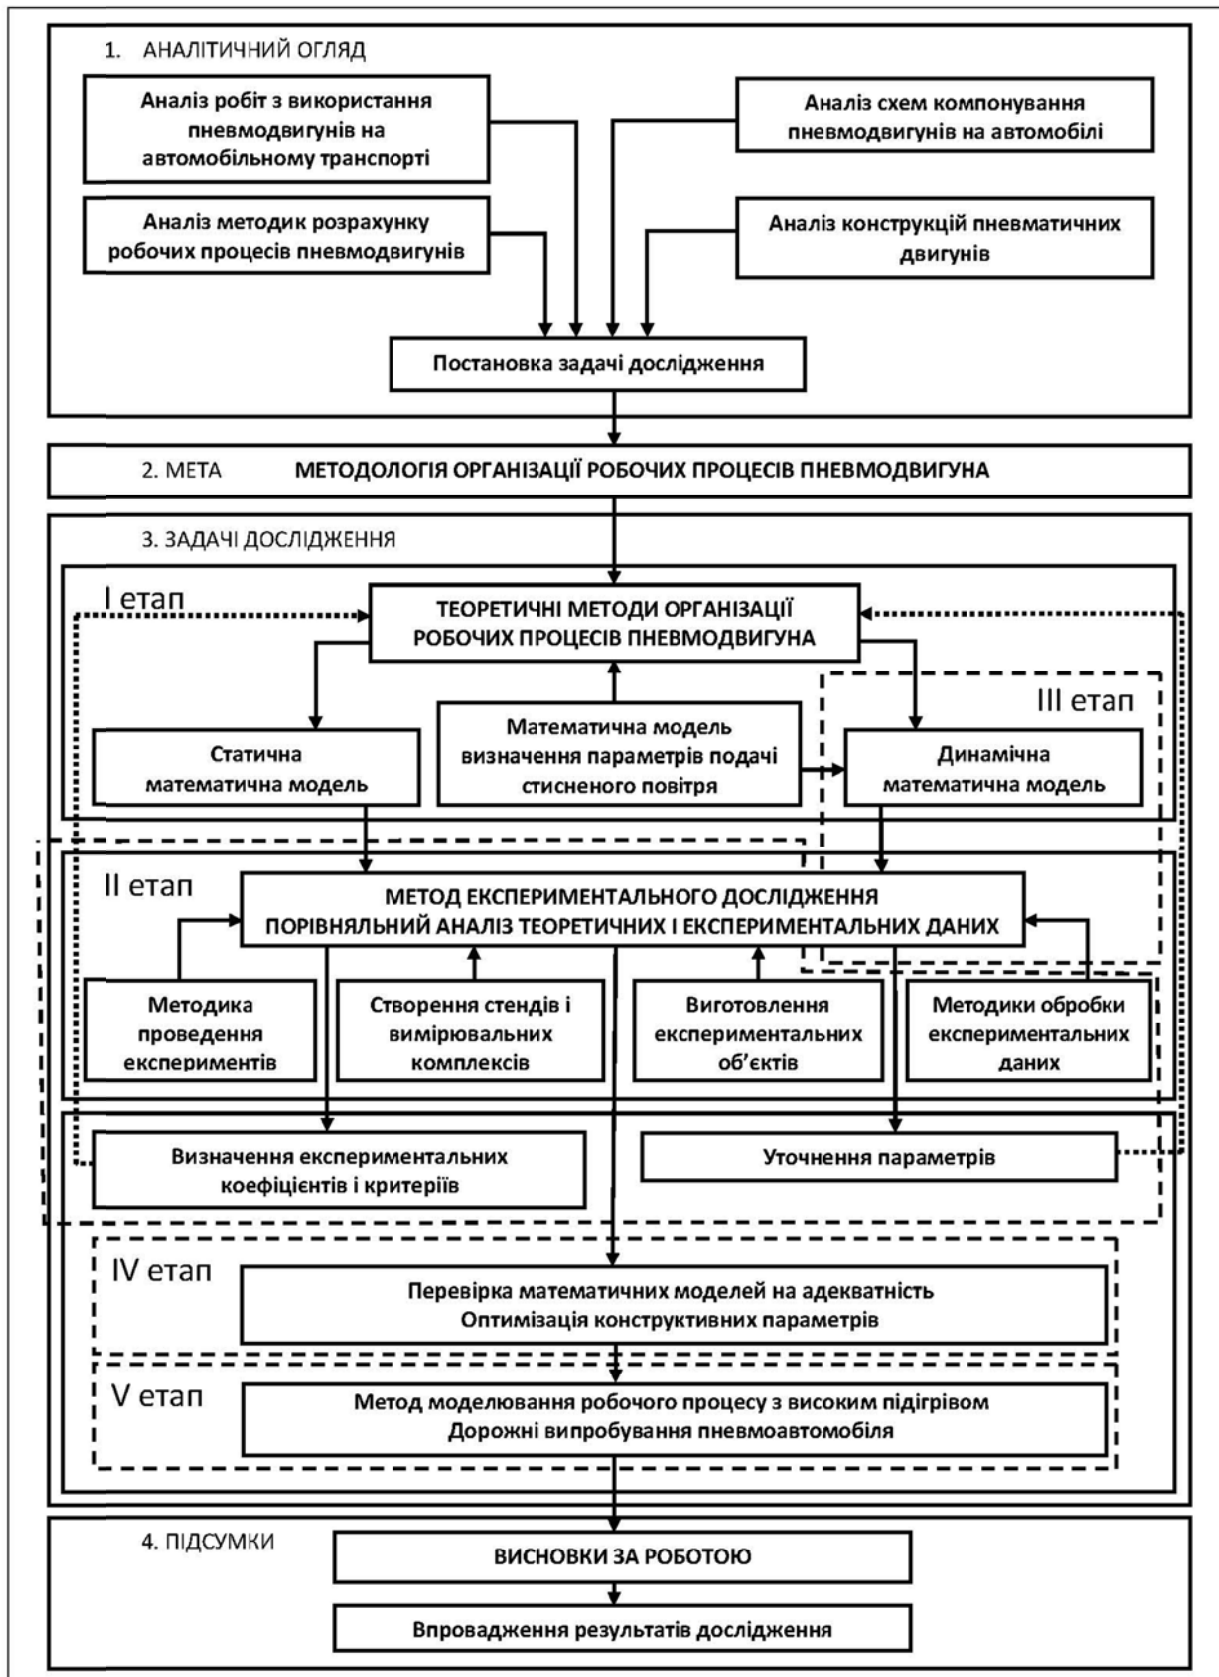 1. АНАЛІТИЧНИЙ ОГЛЯД
Аналіз робіт з використання
пневмодвигунів на
автомобільному транспорті
Аналіз схем компонування
пневмодвигунів на автомобілі
Аналіз методик розрахунку
робочих процесів пневмодвигунів
Аналіз конструкцій пневматичних
двигунів
Постановка задачі дослідження
2. МЕТА МЕТОДОЛОГІЯ ОРГАНІЗАЦІЇ РОБОЧИХ ПРОЦЕСІВ ПНЕВМОДВИГУНА
3. ЗАДАЧІ ДОСЛІДЖЕННЯ
І етап
ТЕОРЕТИЧНІ МЕТОДИ ОРГАНІЗАЦІЇ
РОБОЧИХ ПРОЦЕСІВ ПНЕВМОДВИГУНА
ІІІ етап
Статична
математична модель
Математична модель
визначення параметрів подачі
стисненого повітря
Динамічна
математична модель
ІІ етап
МЕТОД ЕКСПЕРИМЕНТАЛЬНОГО ДОСЛІДЖЕННЯ
ПОРІВНЯЛЬНИЙ АНАЛІЗ ТЕОРЕТИЧНИХ І ЕКСПЕРИМЕНТАЛЬНИХ ДАНИХ
Методика
проведення
експериментів
Створення стендів і
вимірювальних
комплексів
Виготовлення
експериментальних
об’єктів
Методики обробки
експериментальних
даних
Визначення експериментальних
коефіцієнтів і критеріїв
Уточнення параметрів
IV етап
Перевірка математичних моделей на адекватність
Оптимізація конструктивних параметрів
V етап
Метод моделювання робочого процесу з високим підігрівом
Дорожні випробування пневмоавтомобіля
4. ПІДСУМКИ
ВИСНОВКИ ЗА РОБОТОЮ
Впровадження результатів дослідження